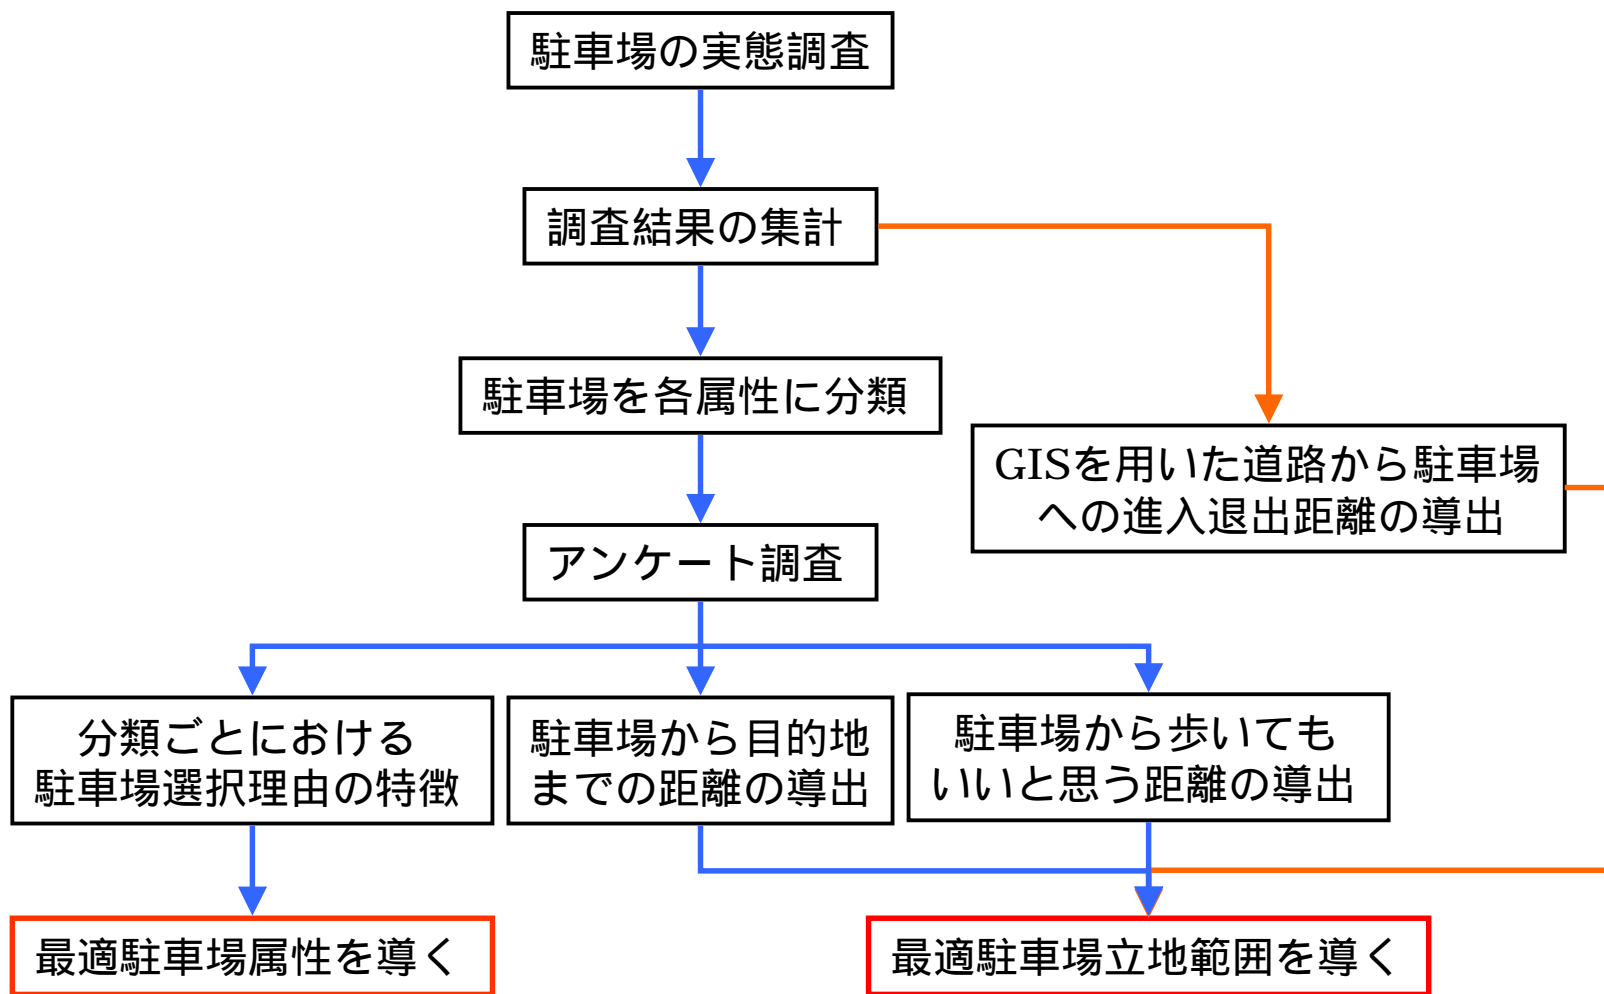 駐車場の実態調査
調査結果の集計
駐車場を各属性に分類
GISを用いた道路から駐車場
への進入退出距離の導出
アンケート調査
分類ごとにおける
駐車場選択理由の特徴
駐車場から目的地
までの距離の導出
駐車場から歩いても
いいと思う距離の導出
最適駐車場属性を導く
最適駐車場立地範囲を導く